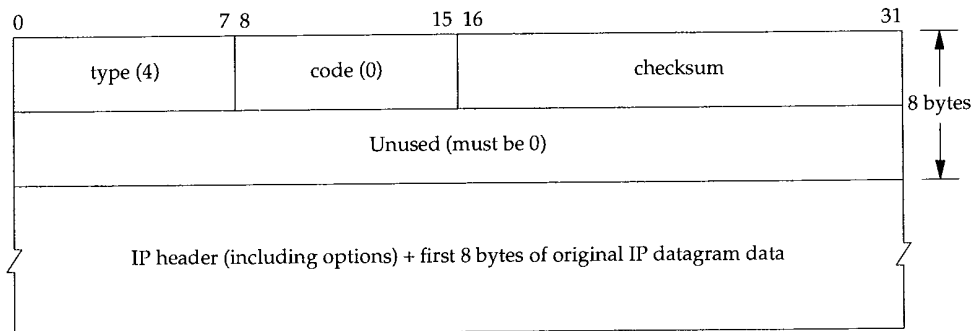 0 7 8 15 16 31
type (4) code (0) checksum
8 bytes
Unused (must be 0)
IP header (including options) + first 8 bytes of original IP datagram data